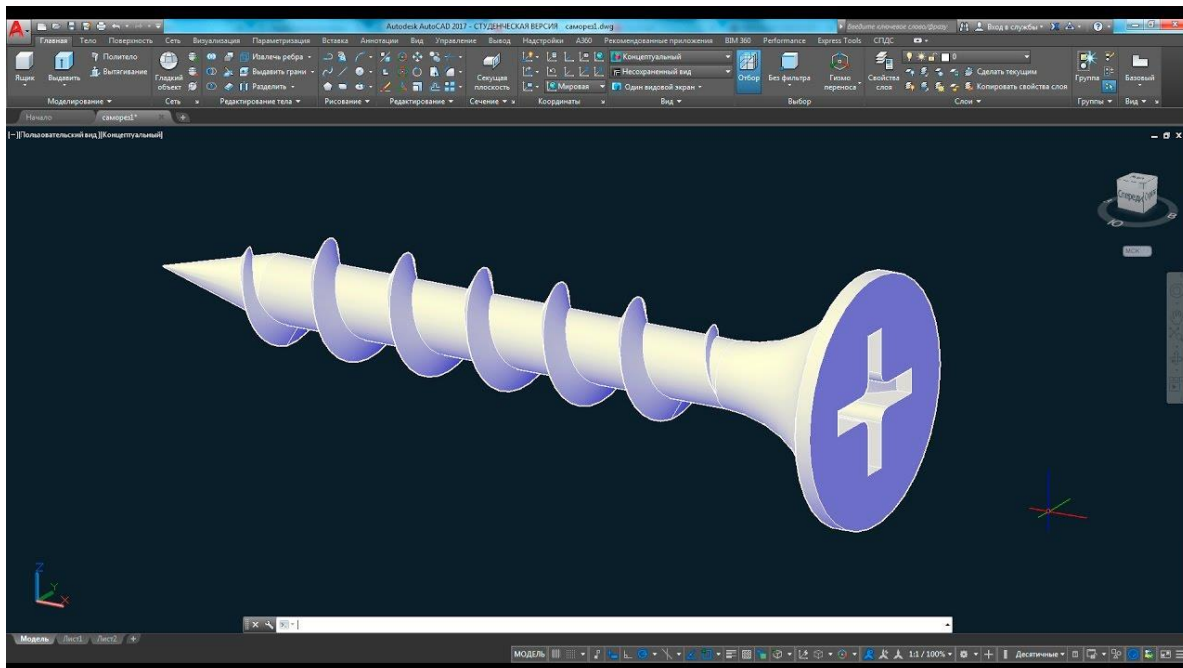 Autodesk AutoCAD 2017 - СТУДЕНЧЕСКАЯ ВЕРСИЯ саморез1.dwg Введите ключевое слово/фразу Вход в службы
Главная Тело Поверхность Сеть Визуализация Параметризация Вставка Аннотации Вид Управление Вывод Надстройки A360 Рекомендованные приложения BIM 360 Performance Express Tools СПДС
Политело Извлечь ребра Концептуальный 0
Ящик Выдавить Вытягивание Гладкий объект Выдавить грани Секущая плоскость Несохраненный вид Отбор Без фильтра Гизмо переноса Свойства слоя Сделать текущим Группа Базовый
Разделить Мировая Один видовой экран Копировать свойства слоя
Моделирование Сеть Редактирование тела Рисование Редактирование Сечение Координаты Вид Выбор Слои Группы Вид
Начало саморез1*
[−][Пользовательский вид][Концептуальный]
Спереди
Ю В
МСК
Z
Y
X
Модель Лист1 Лист2 +
МОДЕЛЬ 1:1 / 100% Десятичные